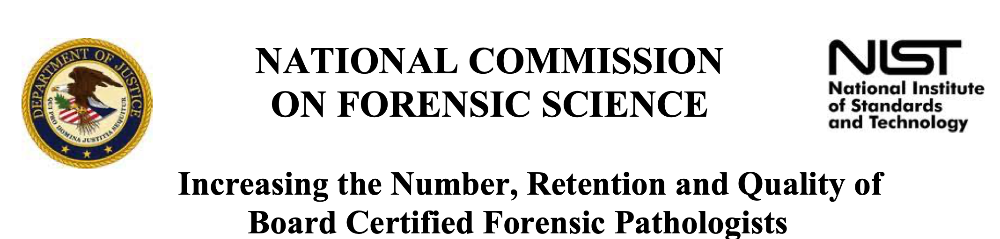 DEPARTMENT OF JUSTICE
QUI PRO DOMINA JUSTITIA SEQUITUR
NATIONAL COMMISSION
ON FORENSIC SCIENCE
NIST
National Institute
of Standards
and Technology
Increasing the Number, Retention and Quality of
Board Certified Forensic Pathologists